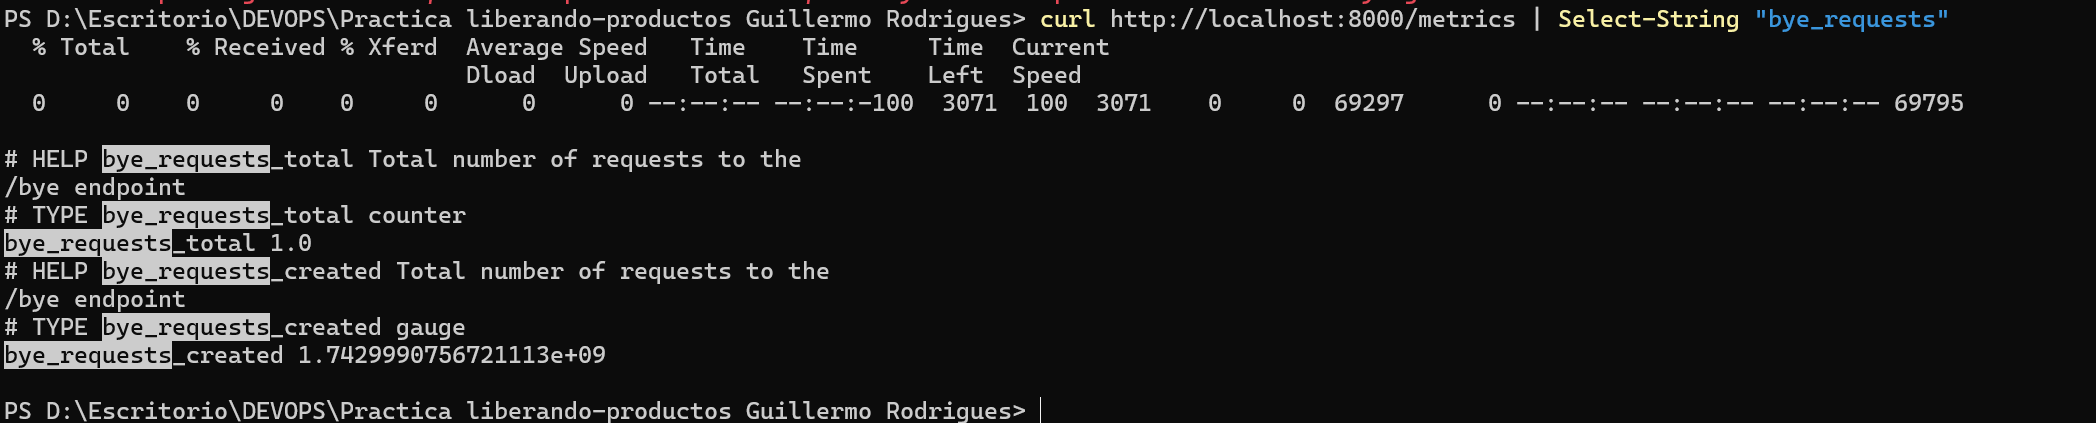 PS D:\Escritorio\DEVOPS\Practica liberando-productos Guillermo Rodrigues> curl http://localhost:8000/metrics | Select-String "bye_requests"
  % Total    % Received % Xferd  Average Speed   Time    Time     Time  Current
                                 Dload  Upload   Total   Spent    Left  Speed
  0     0    0     0    0     0      0      0 --:--:-- --:--:-100  3071  100  3071    0     0  69297      0 --:--:-- --:--:-- --:--:-- 69795
# HELP bye_requests_total Total number of requests to the
/bye endpoint
# TYPE bye_requests_total counter
bye_requests_total 1.0
# HELP bye_requests_created Total number of requests to the
/bye endpoint
# TYPE bye_requests_created gauge
bye_requests_created 1.7429990756721113e+09
PS D:\Escritorio\DEVOPS\Practica liberando-productos Guillermo Rodrigues>